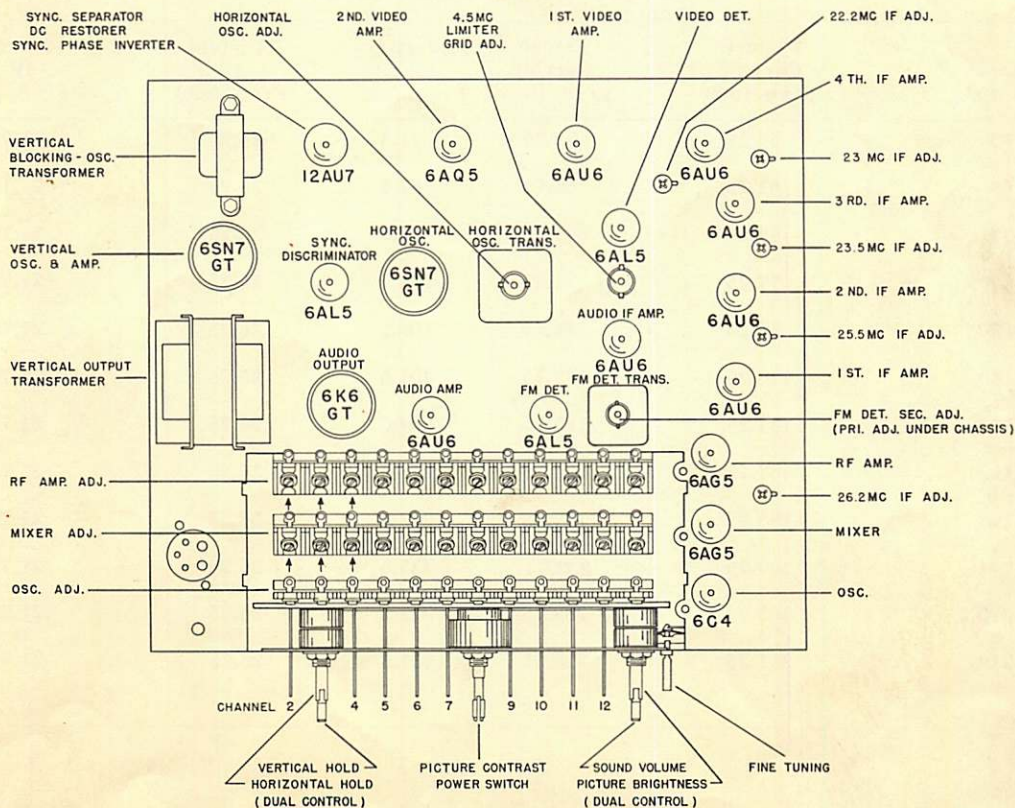 SYNC. SEPARATOR
DC RESTORER
SYNC. PHASE INVERTER
HORIZONTAL
OSC. ADJ.
2 ND. VIDEO
AMP.
4.5MC
LIMITER
GRID ADJ.
1 ST. VIDEO
AMP.
VIDEO DET.
22.2MC IF ADJ.
4 TH. IF AMP.
VERTICAL
BLOCKING - OSC.
TRANSFORMER
12AU7
6AQ5
6AU6
6AU6
23 MC IF ADJ.
3 RD. IF AMP.
VERTICAL
OSC. & AMP.
6SN7
GT
SYNC.
DISCRIMINATOR
6AL5
HORIZONTAL
OSC.
6SN7
GT
HORIZONTAL
OSC. TRANS.
6AL5
6AU6
23.5MC IF ADJ.
2 ND. IF AMP.
6AU6
AUDIO IF AMP.
6AU6
25.5MC IF ADJ.
VERTICAL OUTPUT
TRANSFORMER
AUDIO
OUTPUT
6K6
GT
AUDIO AMP.
6AU6
FM DET.
6AL5
FM DET. TRANS.
1 ST. IF AMP.
6AU6
FM DET. SEC. ADJ.
(PRI. ADJ. UNDER CHASSIS)
RF AMP. ADJ.
RF AMP.
6AG5
26.2MC IF ADJ.
MIXER ADJ.
MIXER
6AG5
OSC. ADJ.
OSC.
6C4
CHANNEL 2 4 5 6 7 9 10 11 12
VERTICAL HOLD
HORIZONTAL HOLD
(DUAL CONTROL)
PICTURE CONTRAST
POWER SWITCH
SOUND VOLUME
PICTURE BRIGHTNESS
(DUAL CONTROL)
FINE TUNING